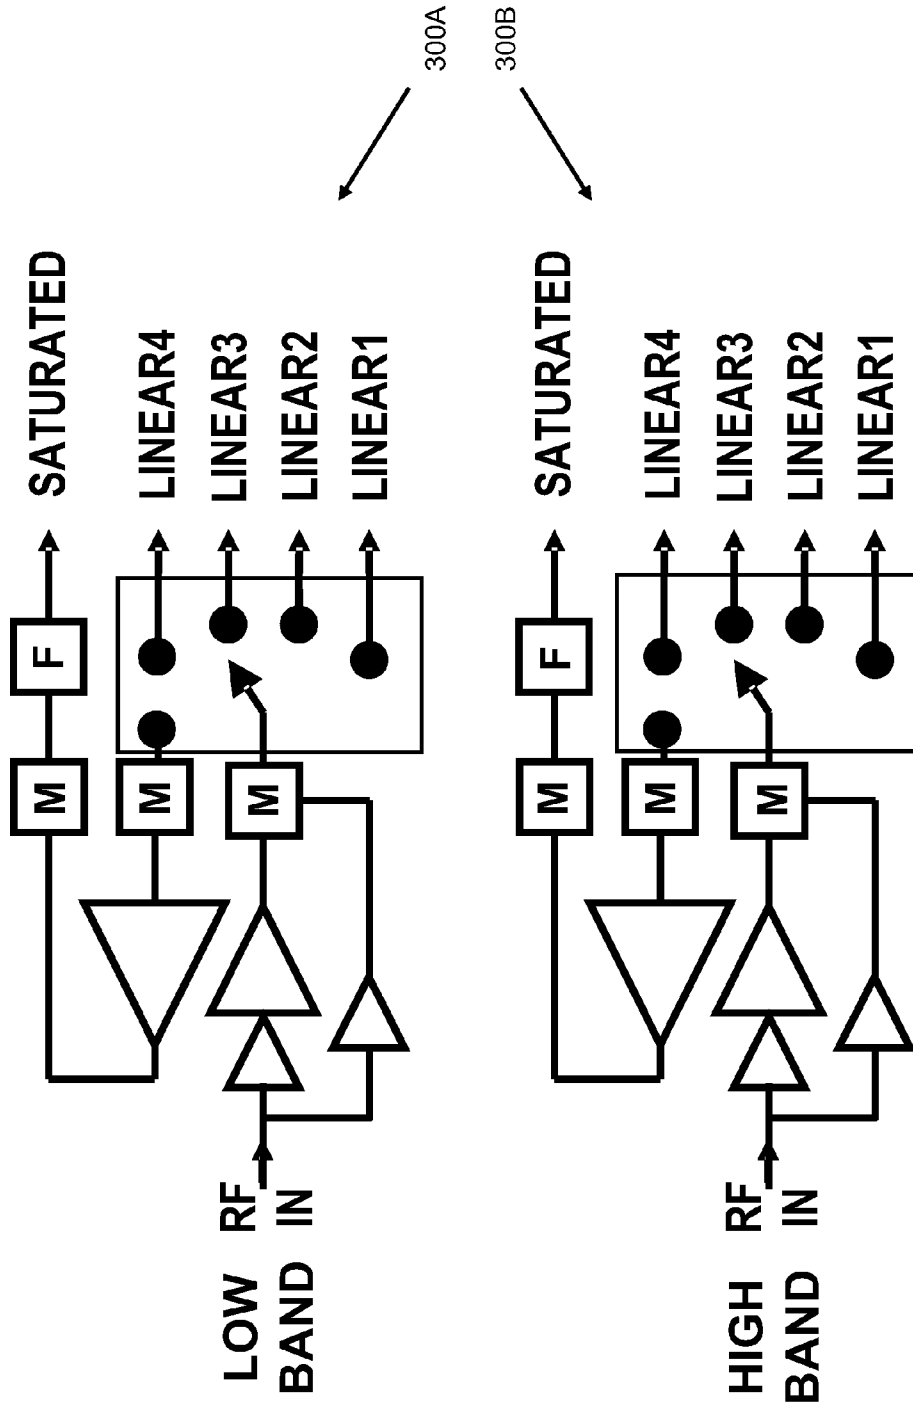 300A
300B
SATURATED
LINEAR4
LINEAR3
LINEAR2
LINEAR1
F
M
M
M
LOW
BAND
RF
IN
SATURATED
LINEAR4
LINEAR3
LINEAR2
LINEAR1
F
M
M
M
HIGH
BAND
RF
IN